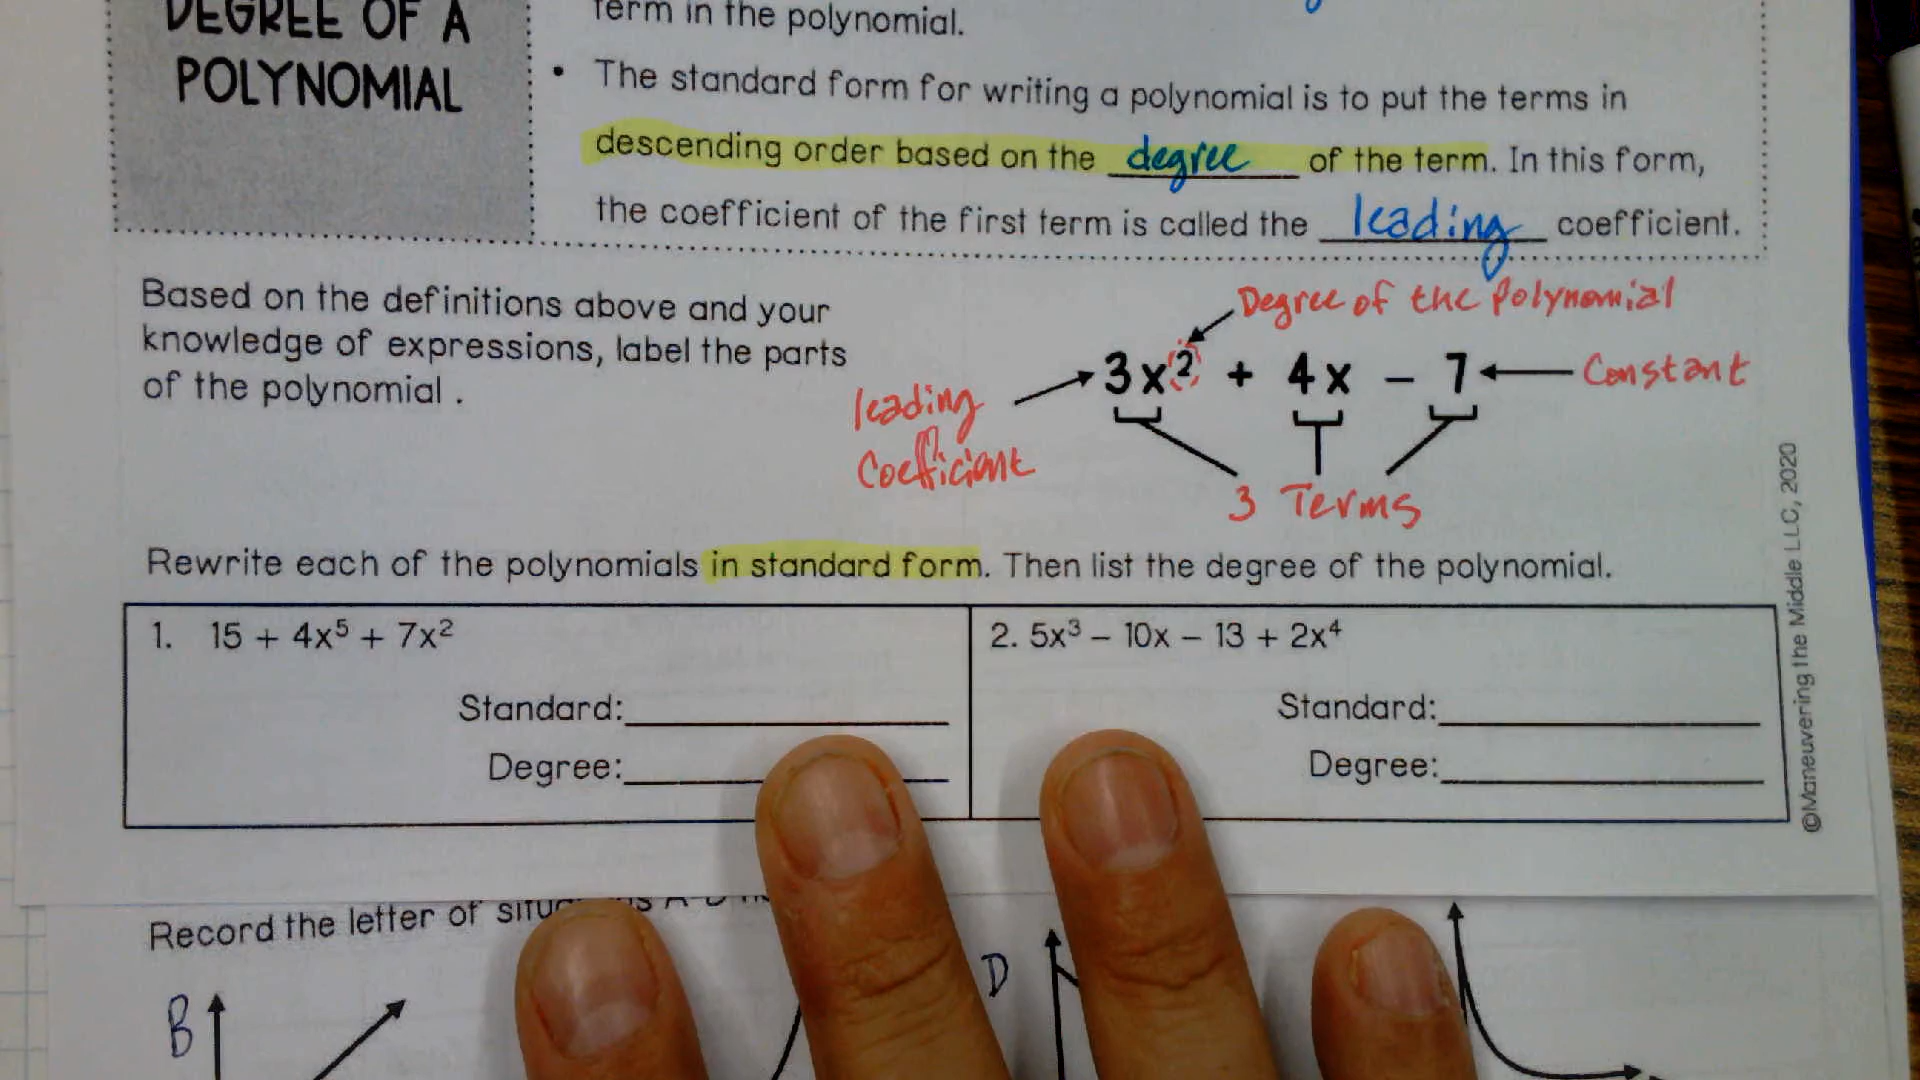 DEGREE OF A
POLYNOMIAL
term in the polynomial.
• The standard form for writing a polynomial is to put the terms in
descending order based on the degree of the term. In this form,
the coefficient of the first term is called the leading coefficient.
Based on the definitions above and your
knowledge of expressions, label the parts
of the polynomial .
Degree of the Polynomial
3x² + 4x – 7
Constant
leading
Coefficient
3 Terms
Rewrite each of the polynomials in standard form. Then list the degree of the polynomial.
1. 15 + 4x⁵ + 7x²
Standard:
Degree:
2. 5x³ – 10x – 13 + 2x⁴
Standard:
Degree:
©Maneuvering the Middle LLC, 2020
Record the letter of
B
D